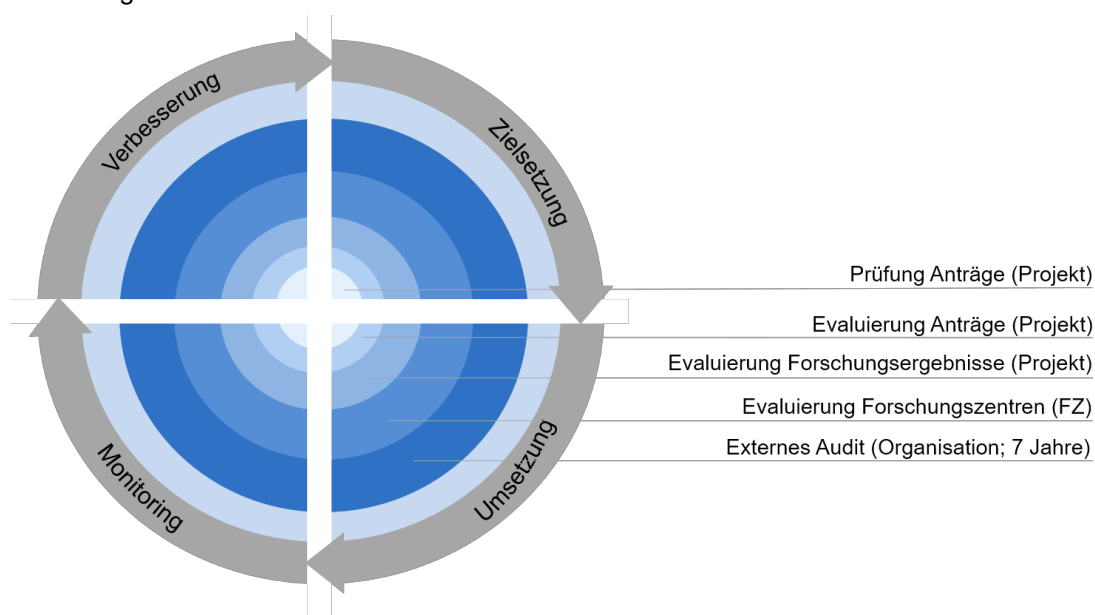 Verbesserung
Zielsetzung
Prüfung Anträge (Projekt)
Evaluierung Anträge (Projekt)
Evaluierung Forschungsergebnisse (Projekt)
Evaluierung Forschungszentren (FZ)
Externes Audit (Organisation; 7 Jahre)
Monitoring
Umsetzung